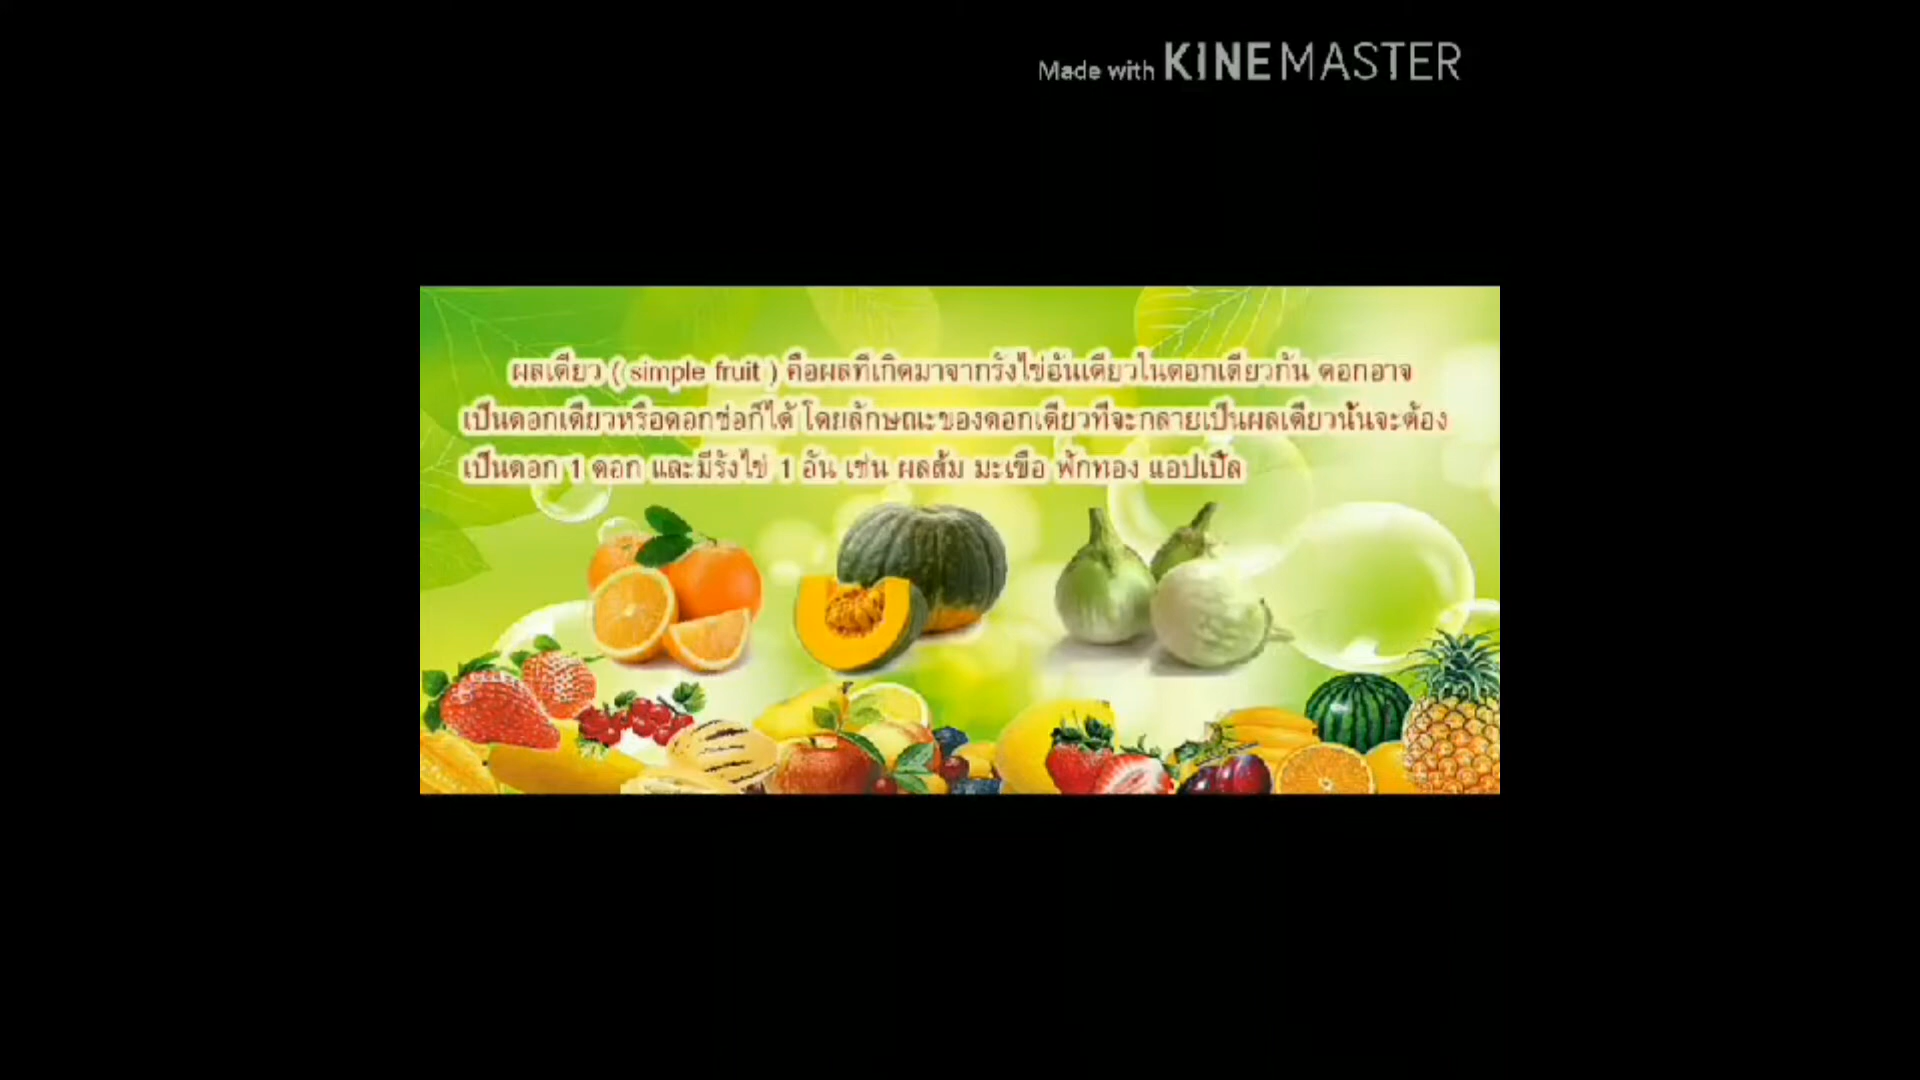 Made with KINEMASTER
ผลเดี่ยว ( simple fruit ) คือผลที่เกิดมาจากรังไข่อันเดียวในดอกเดียวกัน ดอกอาจ
เป็นดอกเดี่ยวหรือดอกช่อก็ได้ โดยลักษณะของดอกเดี่ยวที่จะกลายเป็นผลเดี่ยวนั้นจะต้อง
เป็นดอก 1 ดอก และมีรังไข่ 1 อัน เช่น ผลส้ม มะเขือ ฟักทอง แอปเปิ้ล